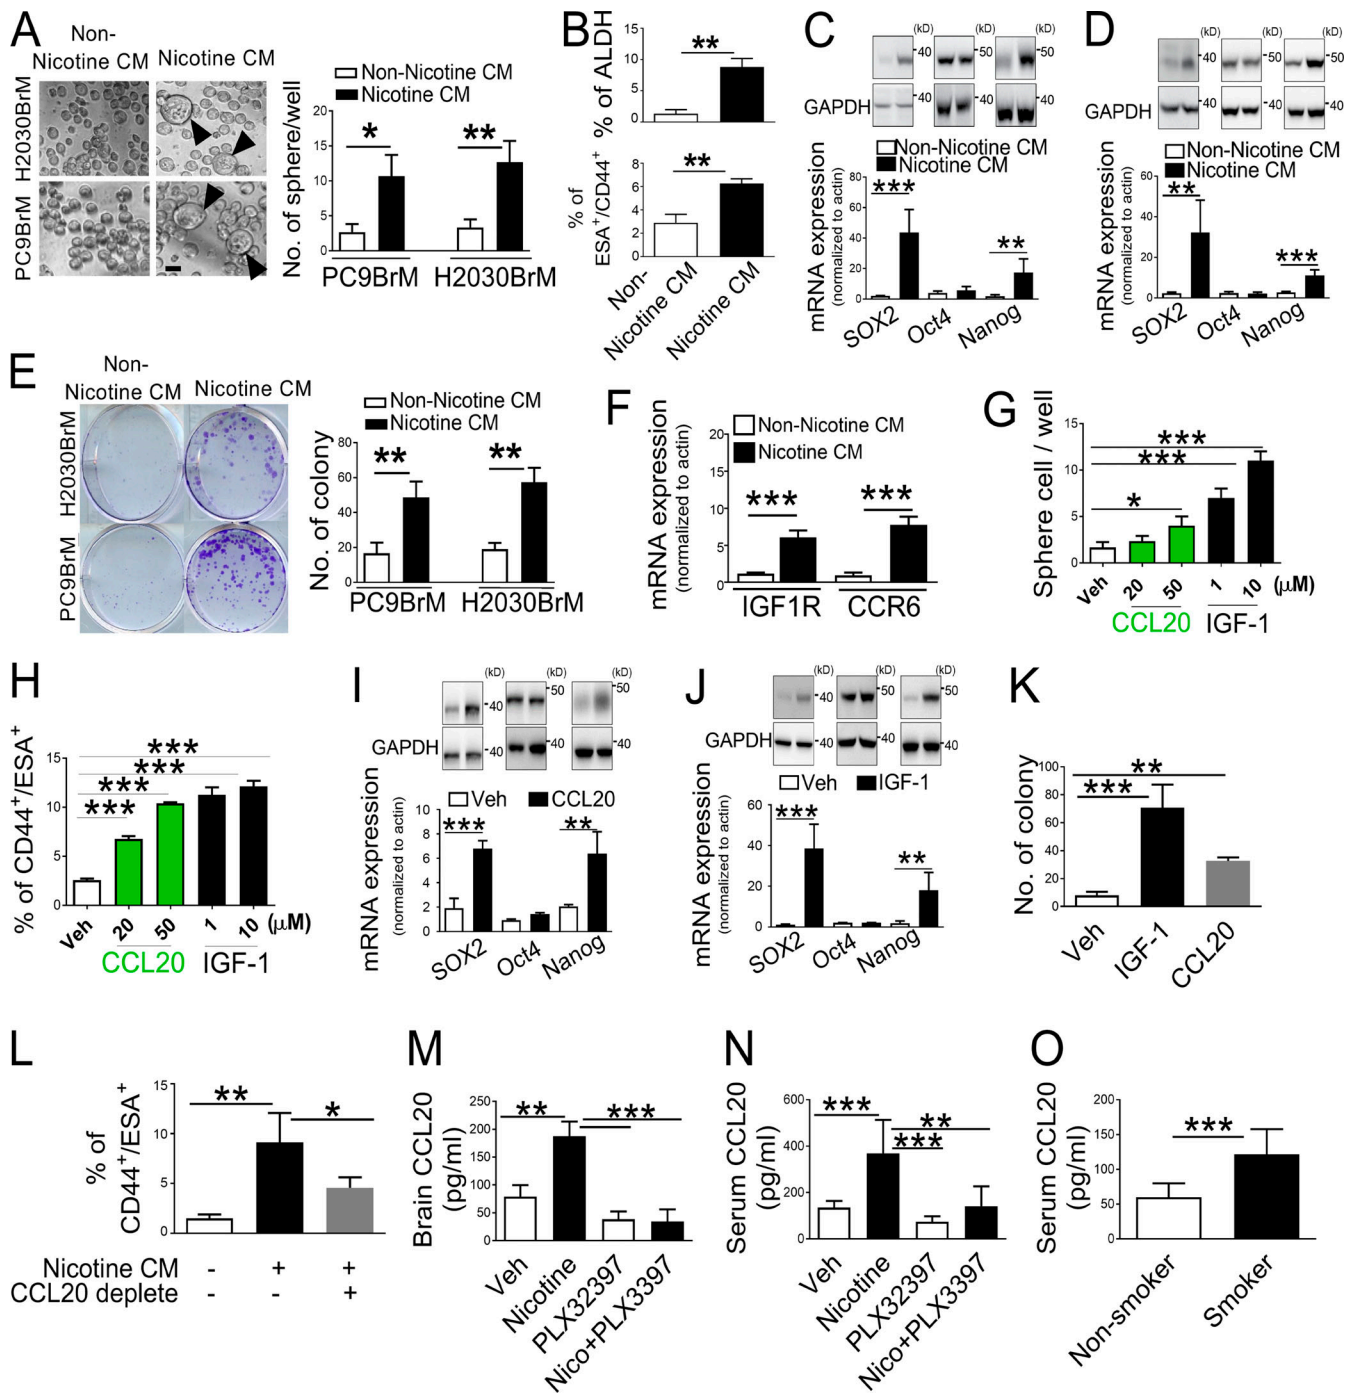 A
Non-
Nicotine CM
Nicotine CM
H2030BrM
PC9BrM
Non-Nicotine CM
Nicotine CM
No. of sphere/well
20
15
10
5
0
*
**
PC9BrM
H2030BrM
B
% of ALDH
15
10
5
0
**
% of
ESA+/CD44+
8
6
4
2
0
**
Non-
Nicotine CM
Nicotine CM
C
(kD)
(kD)
(kD)
40
50
50
GAPDH
40
40
40
Non-Nicotine CM
Nicotine CM
mRNA expression
(normalized to actin)
80
60
40
20
0
***
**
SOX2
Oct4
Nanog
D
(kD)
(kD)
(kD)
40
50
50
GAPDH
40
40
40
Non-Nicotine CM
Nicotine CM
mRNA expression
(normalized to actin)
60
40
20
0
**
***
SOX2
Oct4
Nanog
E
Non-
Nicotine CM
Nicotine CM
H2030BrM
PC9BrM
Non-Nicotine CM
Nicotine CM
No. of colony
80
60
40
20
0
**
**
PC9BrM
H2030BrM
F
mRNA expression
(normalized to actin)
Non-Nicotine CM
Nicotine CM
20
15
10
5
0
***
***
IGF1R
CCR6
G
Sphere cell / well
15
10
5
0
***
***
*
Veh
20
50
1
10
(μM)
CCL20
IGF-1
H
% of CD44+/ESA+
15
10
5
0
***
***
***
***
Veh
20
50
1
10
(μM)
CCL20
IGF-1
I
(kD)
(kD)
(kD)
40
50
50
GAPDH
40
40
40
Veh
CCL20
mRNA expression
(normalized to actin)
10
8
6
4
2
0
***
**
SOX2
Oct4
Nanog
J
(kD)
(kD)
(kD)
40
50
50
GAPDH
40
40
40
Veh
IGF-1
mRNA expression
(normalized to actin)
60
40
20
0
***
**
SOX2
Oct4
Nanog
K
No. of colony
100
80
60
40
20
0
**
***
Veh
IGF-1
CCL20
L
% of
CD44+/ESA+
15
10
5
0
**
*
Nicotine CM - + +
CCL20 deplete - - +
M
Brain CCL20
(pg/ml)
250
200
150
100
50
0
**
***
Veh
Nicotine
PLX32397
Nico+PLX3397
N
Serum CCL20
(pg/ml)
600
400
200
0
***
**
***
Veh
Nicotine
PLX32397
Nico+PLX3397
O
Serum CCL20
(pg/ml)
200
150
100
50
0
***
Non-smoker
Smoker